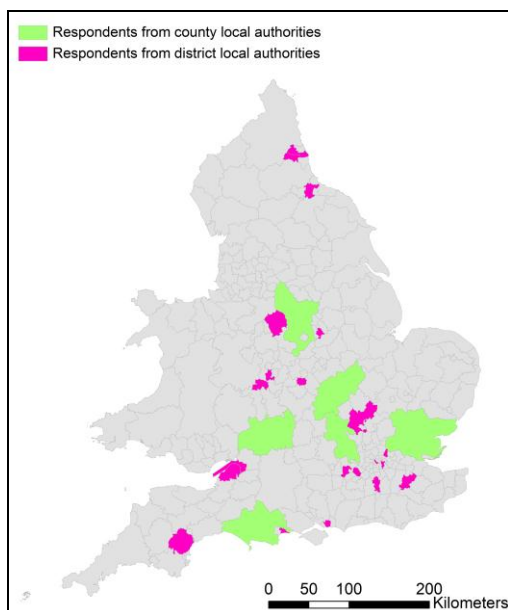 Respondents from county local authorities
Respondents from district local authorities
0 50 100 200
Kilometers